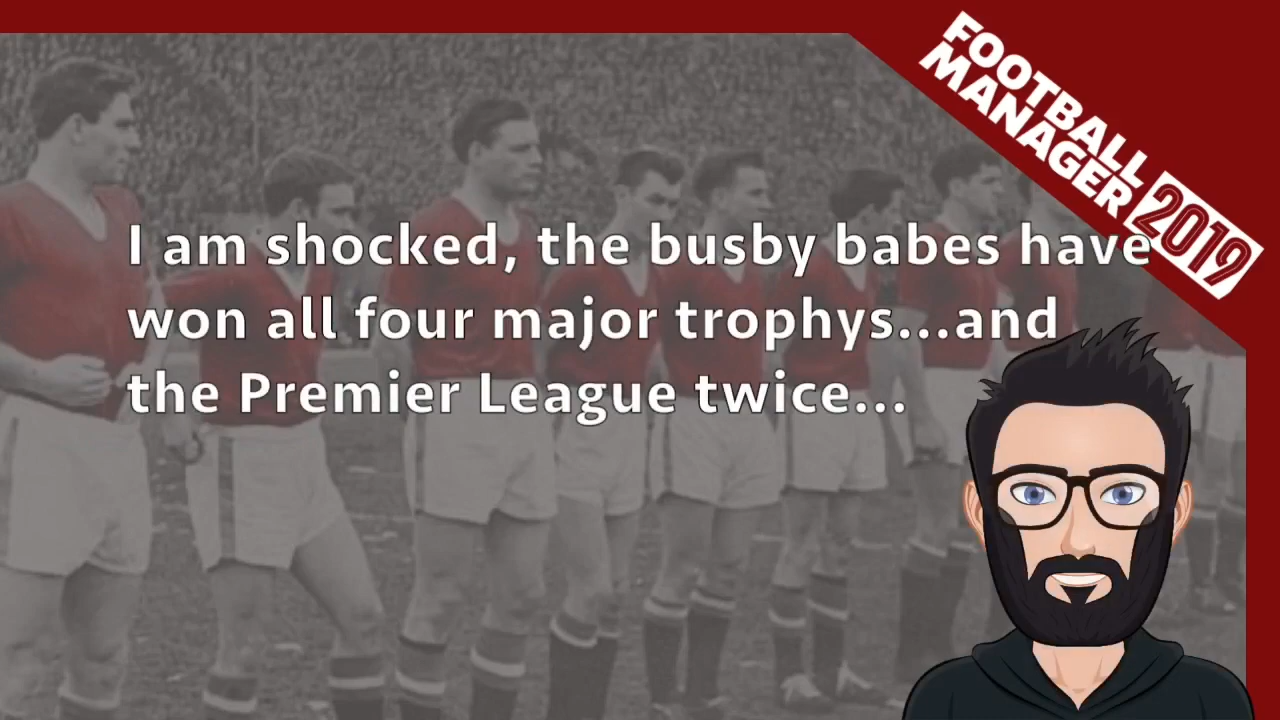 FOOTBALL
MANAGER 2019
I am shocked, the busby babes have
won all four major trophys...and
the Premier League twice...